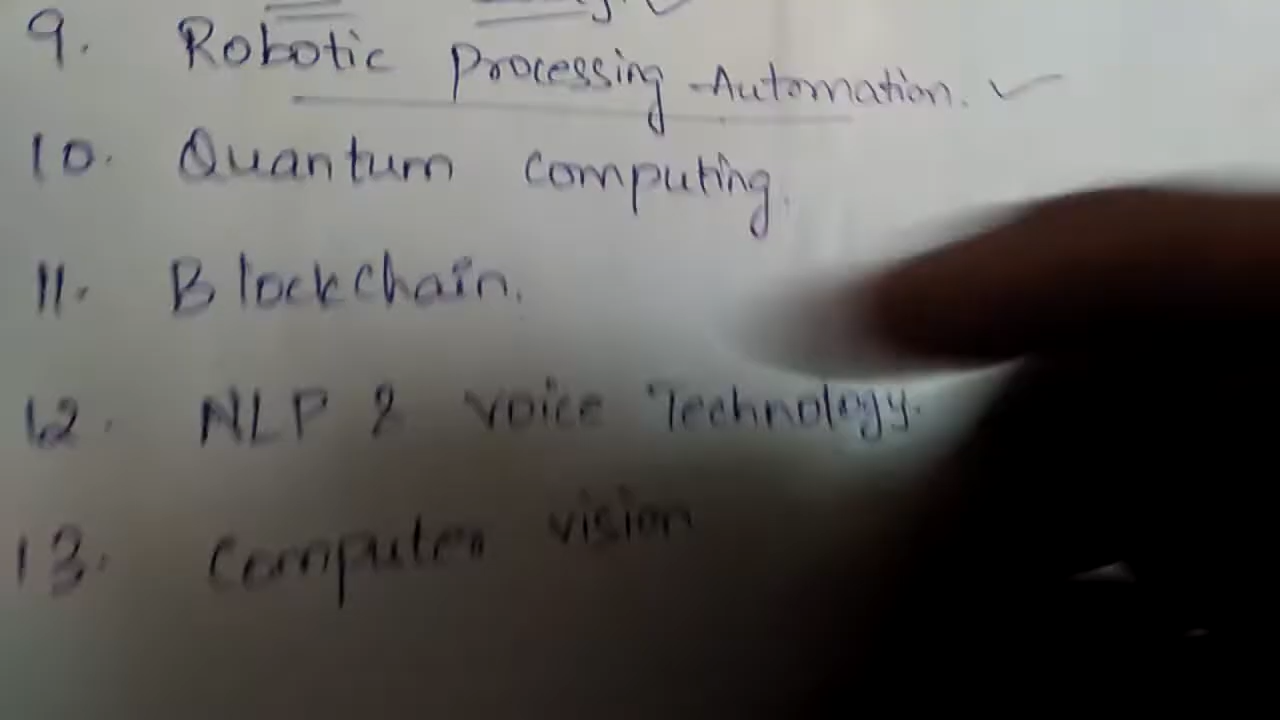 9. Robotic Processing Automation. ✓
10. Quantum computing.
11. Blockchain.
12. NLP & voice Technology.
13. Computer vision